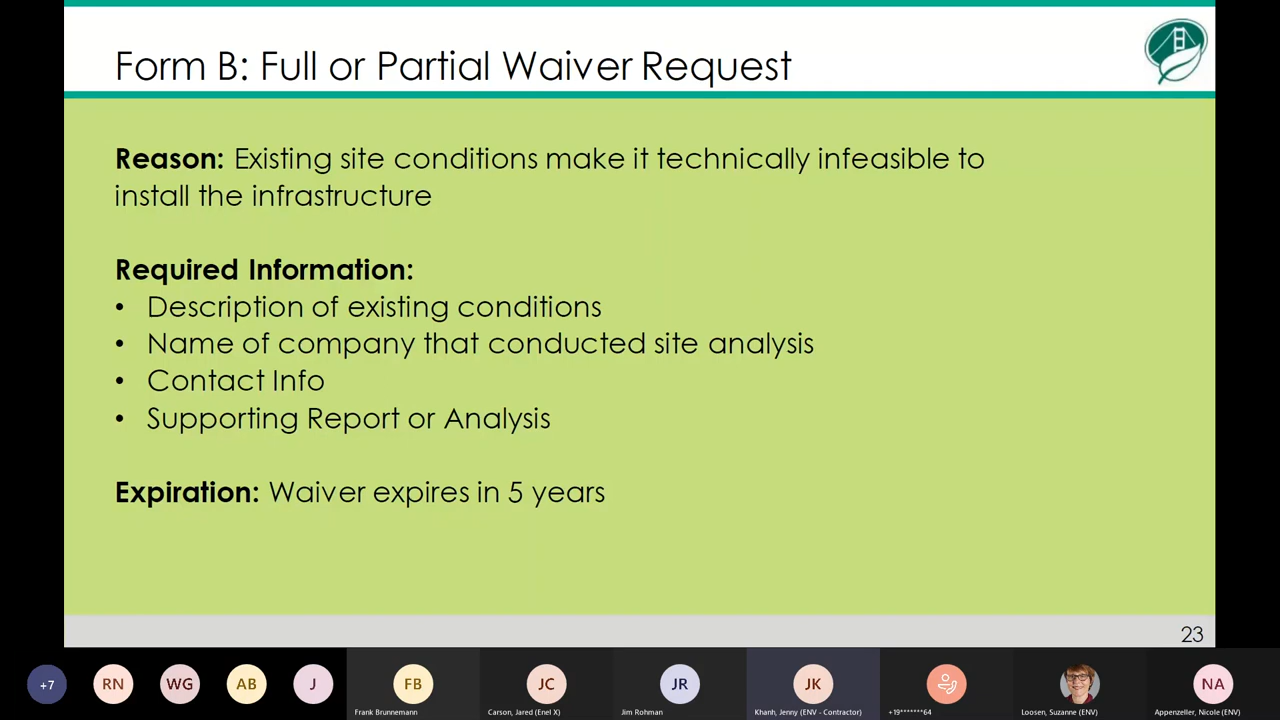 Form B: Full or Partial Waiver Request
Reason: Existing site conditions make it technically infeasible to
install the infrastructure
Required Information:
• Description of existing conditions
• Name of company that conducted site analysis
• Contact Info
• Supporting Report or Analysis
Expiration: Waiver expires in 5 years
23
+7
RN
WG
AB
J
FB
JC
JR
JK
NA
Frank Brunnemann
Carson, Jared (Enel X)
Jim Rohman
Khanh, Jenny (ENV - Contractor)
+19*******64
Loosen, Suzanne (ENV)
Appenzeller, Nicole (ENV)